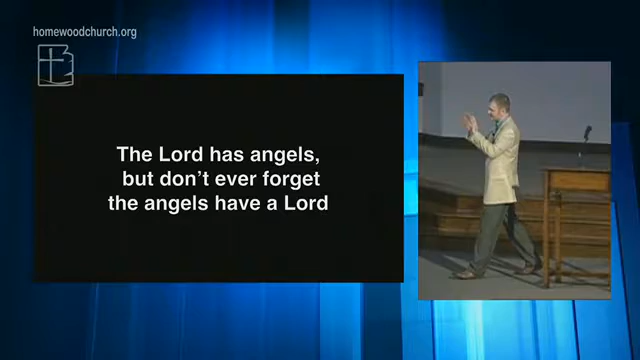 homewoodchurch.org
The Lord has angels,
but don't ever forget
the angels have a Lord